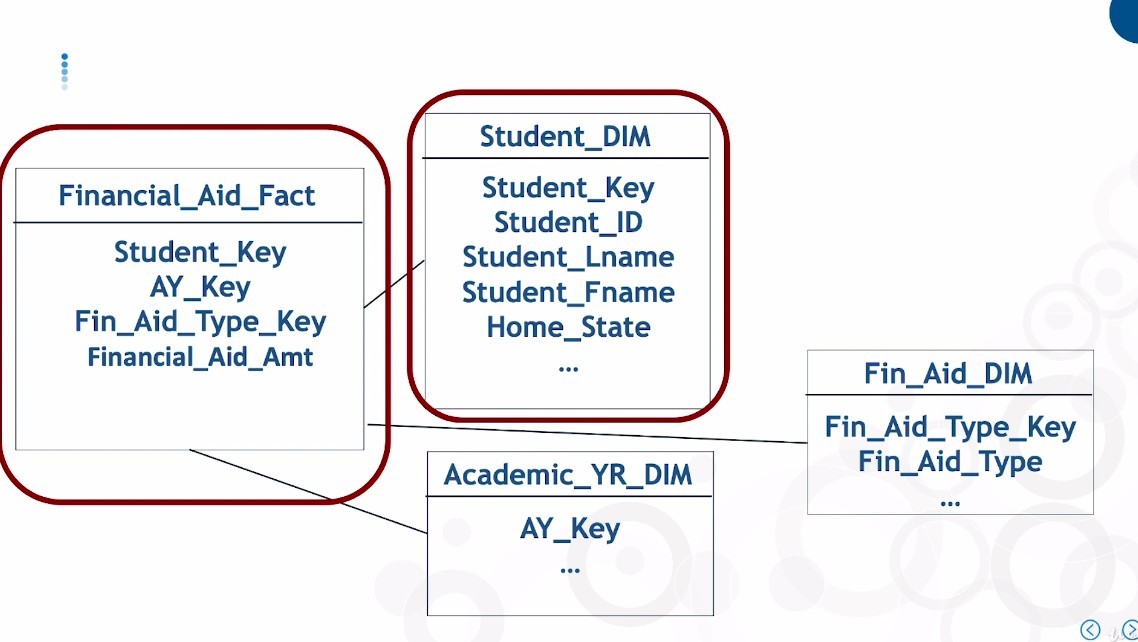 Financial_Aid_Fact
Student_Key
AY_Key
Fin_Aid_Type_Key
Financial_Aid_Amt
Student_DIM
Student_Key
Student_ID
Student_Lname
Student_Fname
Home_State
...
Academic_YR_DIM
AY_Key
...
Fin_Aid_DIM
Fin_Aid_Type_Key
Fin_Aid_Type
...